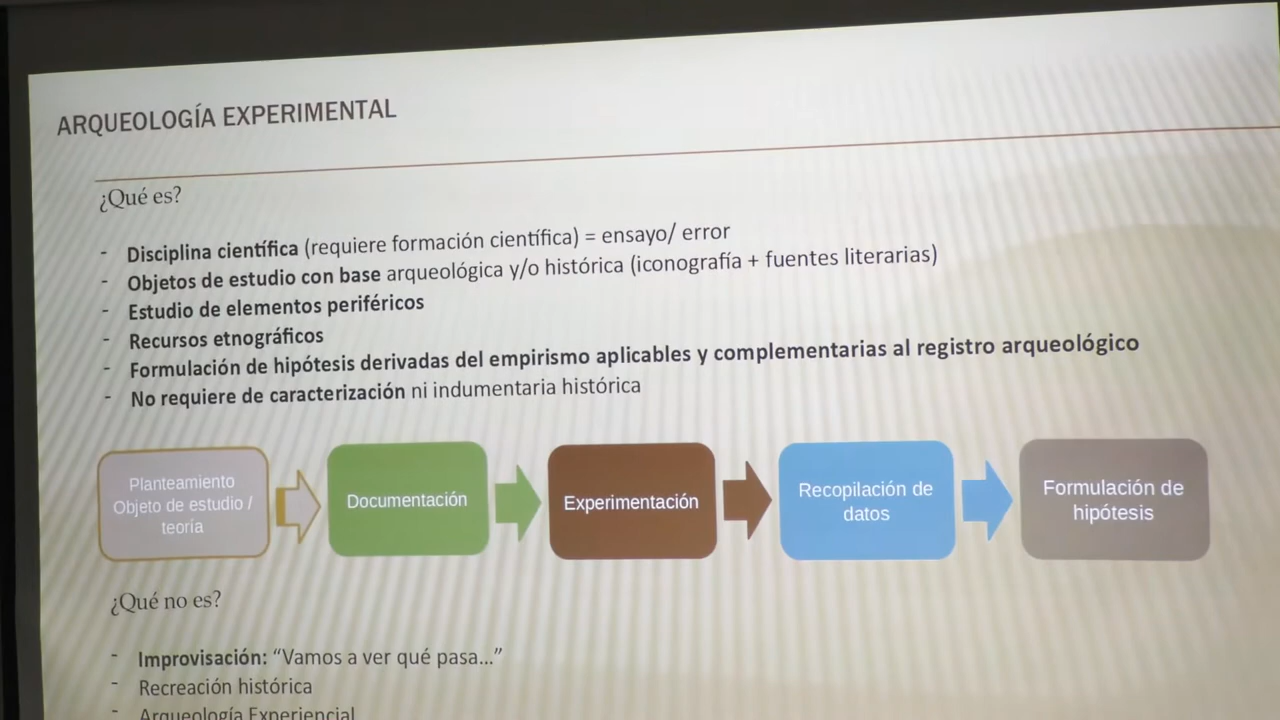 ARQUEOLOGÍA EXPERIMENTAL
¿Qué es?
- Disciplina científica (requiere formación científica) = ensayo/ error
- Objetos de estudio con base arqueológica y/o histórica (iconografía + fuentes literarias)
- Estudio de elementos periféricos
- Recursos etnográficos
- Formulación de hipótesis derivadas del empirismo aplicables y complementarias al registro arqueológico
- No requiere de caracterización ni indumentaria histórica
Planteamiento
Objeto de estudio /
teoría
Documentación
Experimentación
Recopilación de
datos
Formulación de
hipótesis
¿Qué no es?
- Improvisación: “Vamos a ver qué pasa...”
- Recreación histórica
- Arqueología Experiencial